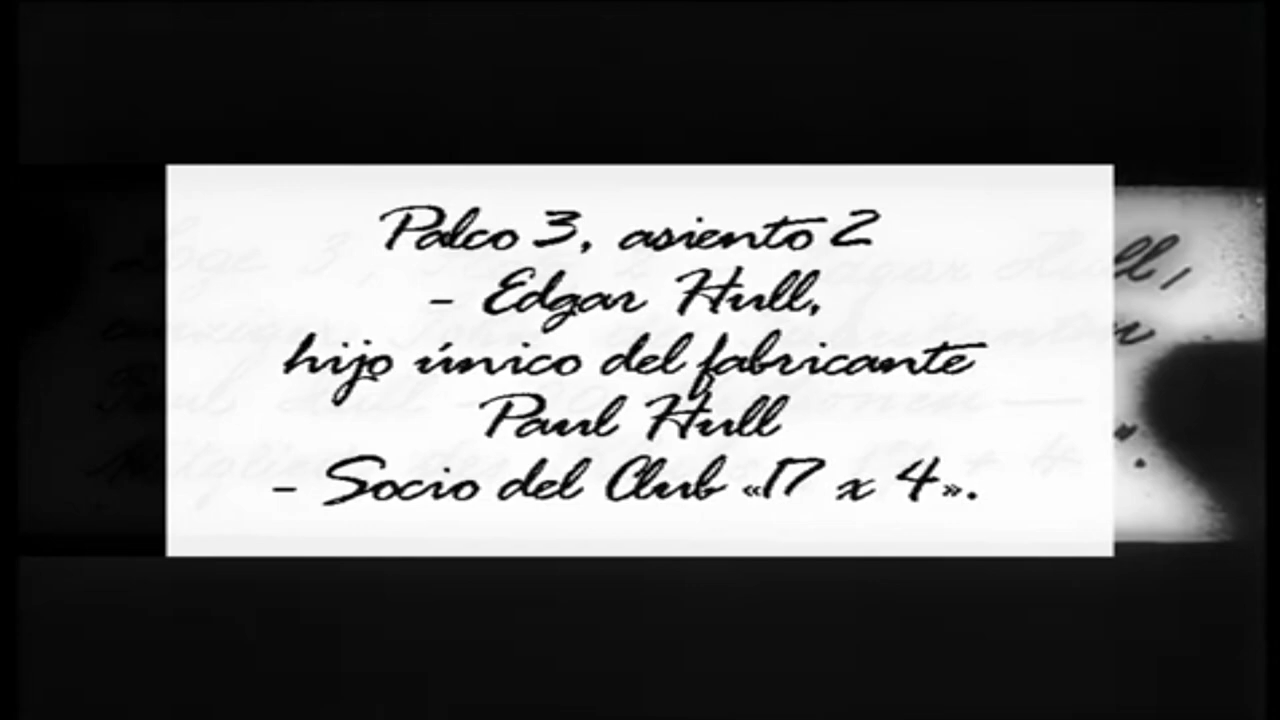 Palco 3, asiento 2
- Edgar Hull,
hijo único del fabricante
Paul Hull
- Socio del Club «17 x 4».